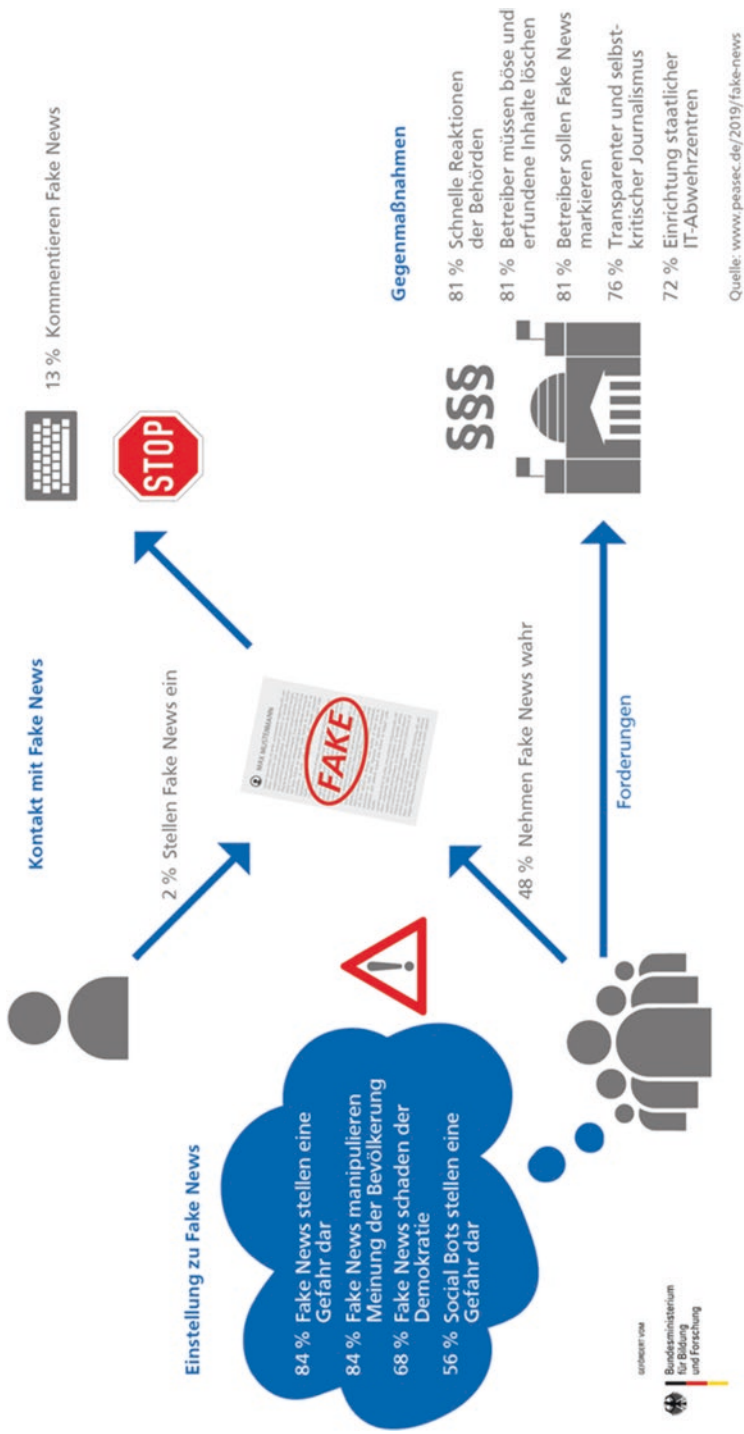 Einstellung zu Fake News
84 % Fake News stellen eine
Gefahr dar
84 % Fake News manipulieren
Meinung der Bevölkerung
68 % Fake News schaden der
Demokratie
56 % Social Bots stellen eine
Gefahr dar
Kontakt mit Fake News
2 % Stellen Fake News ein
MAX MUSTERMANN
FAKE
48 % Nehmen Fake News wahr
13 % Kommentieren Fake News
STOP
Forderungen
§§§
Gegenmaßnahmen
81 % Schnelle Reaktionen
der Behörden
81 % Betreiber müssen böse und
erfundene Inhalte löschen
81 % Betreiber sollen Fake News
markieren
76 % Transparenter und selbst-
kritischer Journalismus
72 % Einrichtung staatlicher
IT-Abwehrzentren
GEFÖRDERT VOM
Bundesministerium
für Bildung
und Forschung
Quelle: www.peasec.de/2019/fake-news